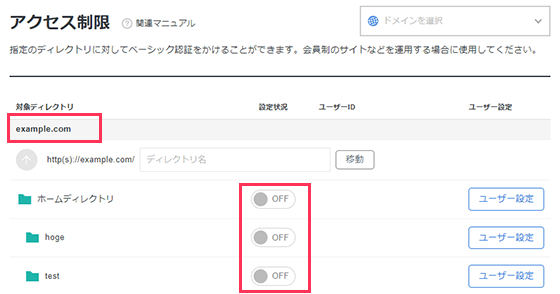 アクセス制限 ? 関連マニュアル ドメインを選択
指定のディレクトリに対してベーシック認証をかけることができます。会員制のサイトなどを運用する場合に使用してください。
対象ディレクトリ 設定状況 ユーザーID ユーザー設定
example.com
http(s)://example.com/ ディレクトリ名 移動
ホームディレクトリ OFF ユーザー設定
hoge OFF ユーザー設定
test OFF ユーザー設定